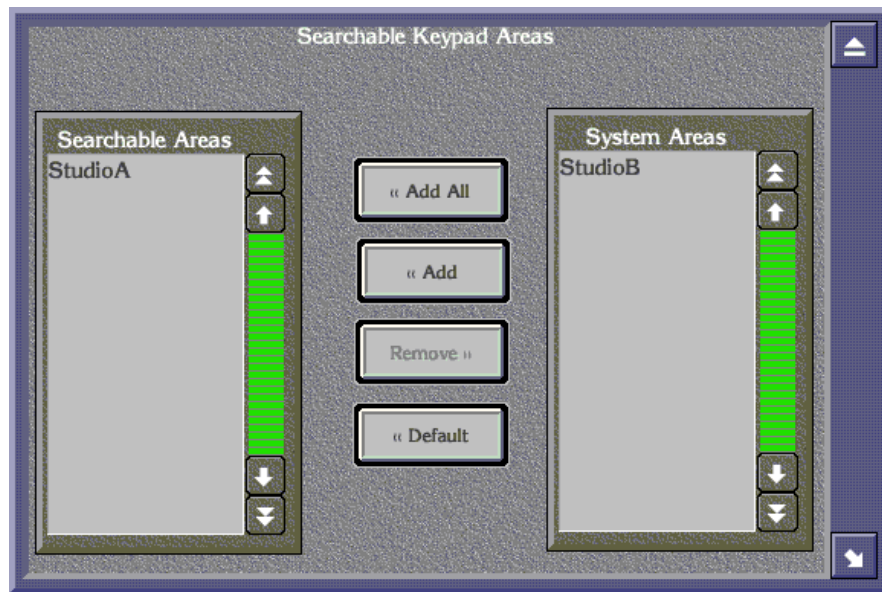 Searchable Keypad Areas
Searchable Areas
StudioA
« Add All
« Add
Remove »
« Default
System Areas
StudioB